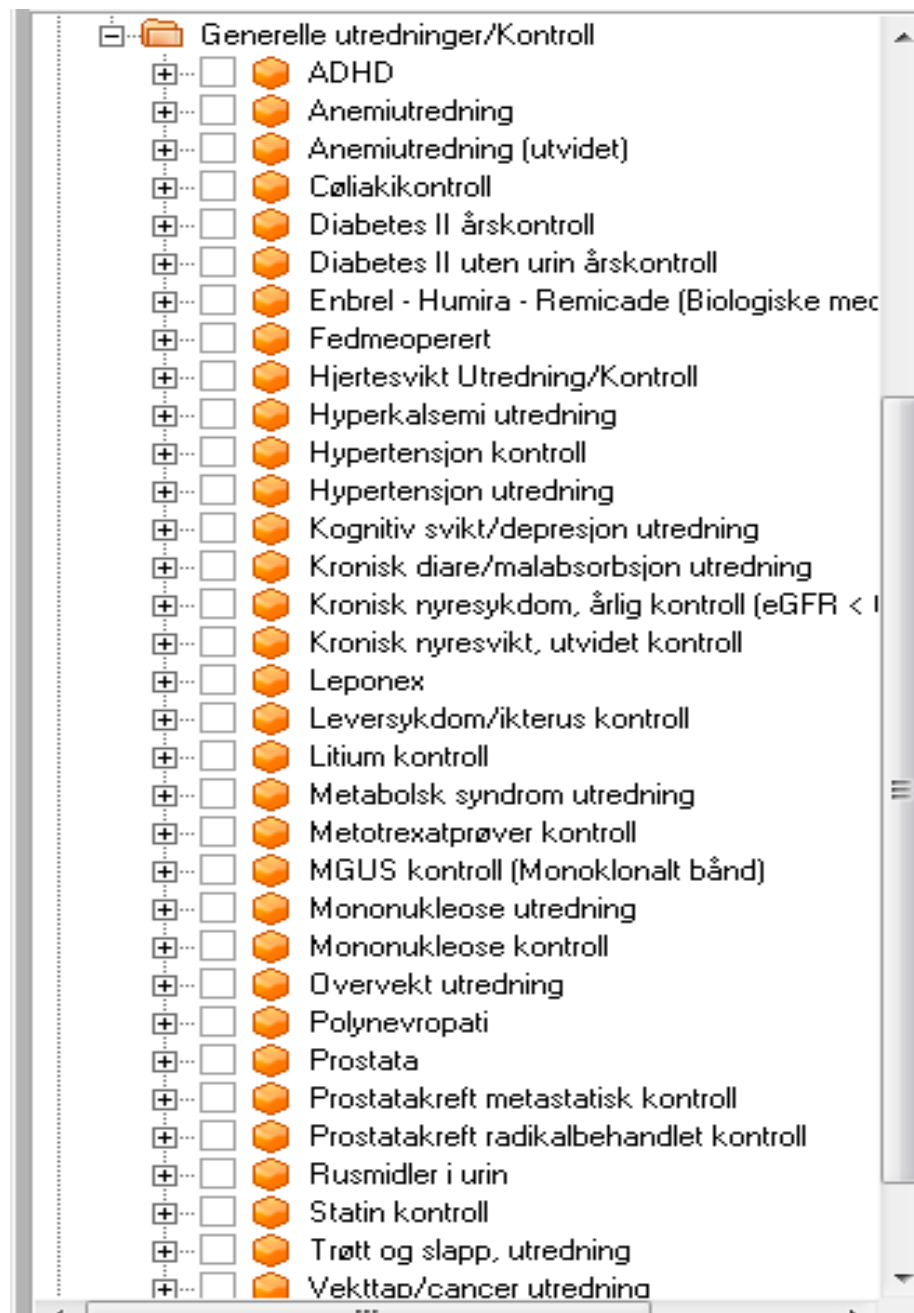 Generelle utredninger/Kontroll
ADHD
Anemiutredning
Anemiutredning (utvidet)
Cøliakikontroll
Diabetes II årskontroll
Diabetes II uten urin årskontroll
Enbrel - Humira - Remicade (Biologiske med
Fedmeoperert
Hjertesvikt Utredning/Kontroll
Hyperkalsemi utredning
Hypertensjon kontroll
Hypertensjon utredning
Kognitiv svikt/depresjon utredning
Kronisk diare/malabsorbsjon utredning
Kronisk nyresykdom, årlig kontroll (eGFR <
Kronisk nyresvikt, utvidet kontroll
Leponex
Leversykdom/ikterus kontroll
Litium kontroll
Metabolsk syndrom utredning
Metotrexatprøver kontroll
MGUS kontroll (Monoklonalt bånd)
Mononukleose utredning
Mononukleose kontroll
Overvekt utredning
Polynevropati
Prostata
Prostatakreft metastatisk kontroll
Prostatakreft radikalbehandlet kontroll
Rusmidler i urin
Statin kontroll
Trøtt og slapp, utredning
Vekttap/cancer utredning